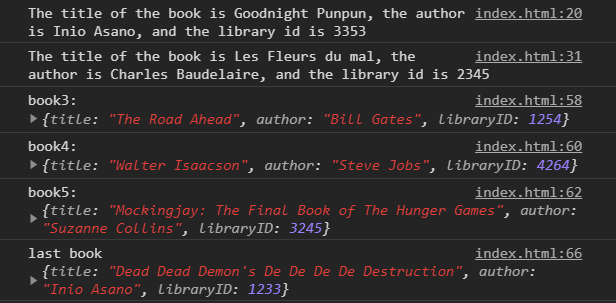 The title of the book is Goodnight Punpun, the author index.html:20
is Inio Asano, and the library id is 3353
The title of the book is Les Fleurs du mal, the index.html:31
author is Charles Baudelaire, and the library id is 2345
book3: index.html:58
{title: "The Road Ahead", author: "Bill Gates", libraryID: 1254}
book4: index.html:60
{title: "Walter Isaacson", author: "Steve Jobs", libraryID: 4264}
book5: index.html:62
{title: "Mockingjay: The Final Book of The Hunger Games", author:
"Suzanne Collins", libraryID: 3245}
last book index.html:66
{title: "Dead Dead Demon's De De De De Destruction", author:
"Inio Asano", libraryID: 1233}